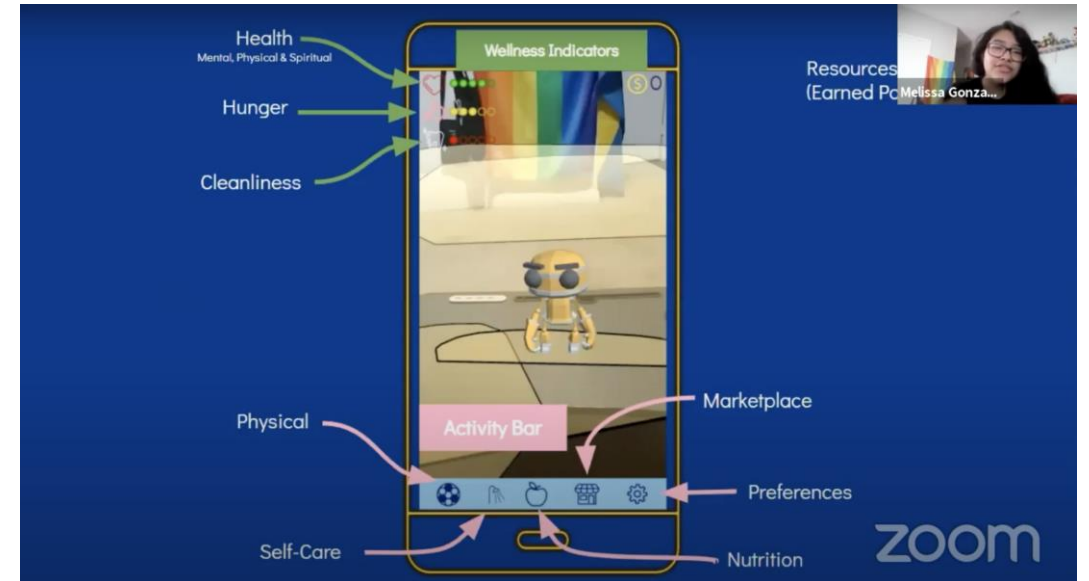 Health
Mental, Physical & Spiritual
Hunger
Cleanliness
Wellness Indicators
0
Resources
(Earned Po
Melissa Gonza...
Physical
Activity Bar
Marketplace
Preferences
Self-Care
Nutrition
zoom